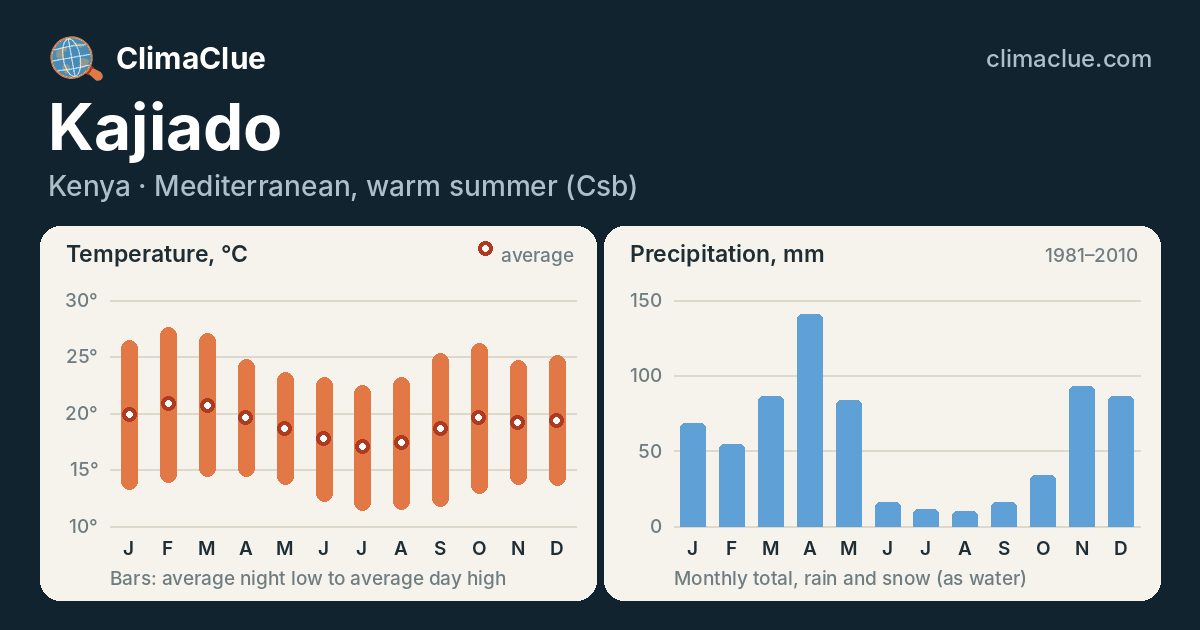 ClimaClue
climaclue.com
Kajiado
Kenya · Mediterranean, warm summer (Csb)
Temperature, °C
average
30°
25°
20°
15°
10°
J F M A M J J A S O N D
Bars: average night low to average day high
Precipitation, mm
1981–2010
150
100
50
0
J F M A M J J A S O N D
Monthly total, rain and snow (as water)